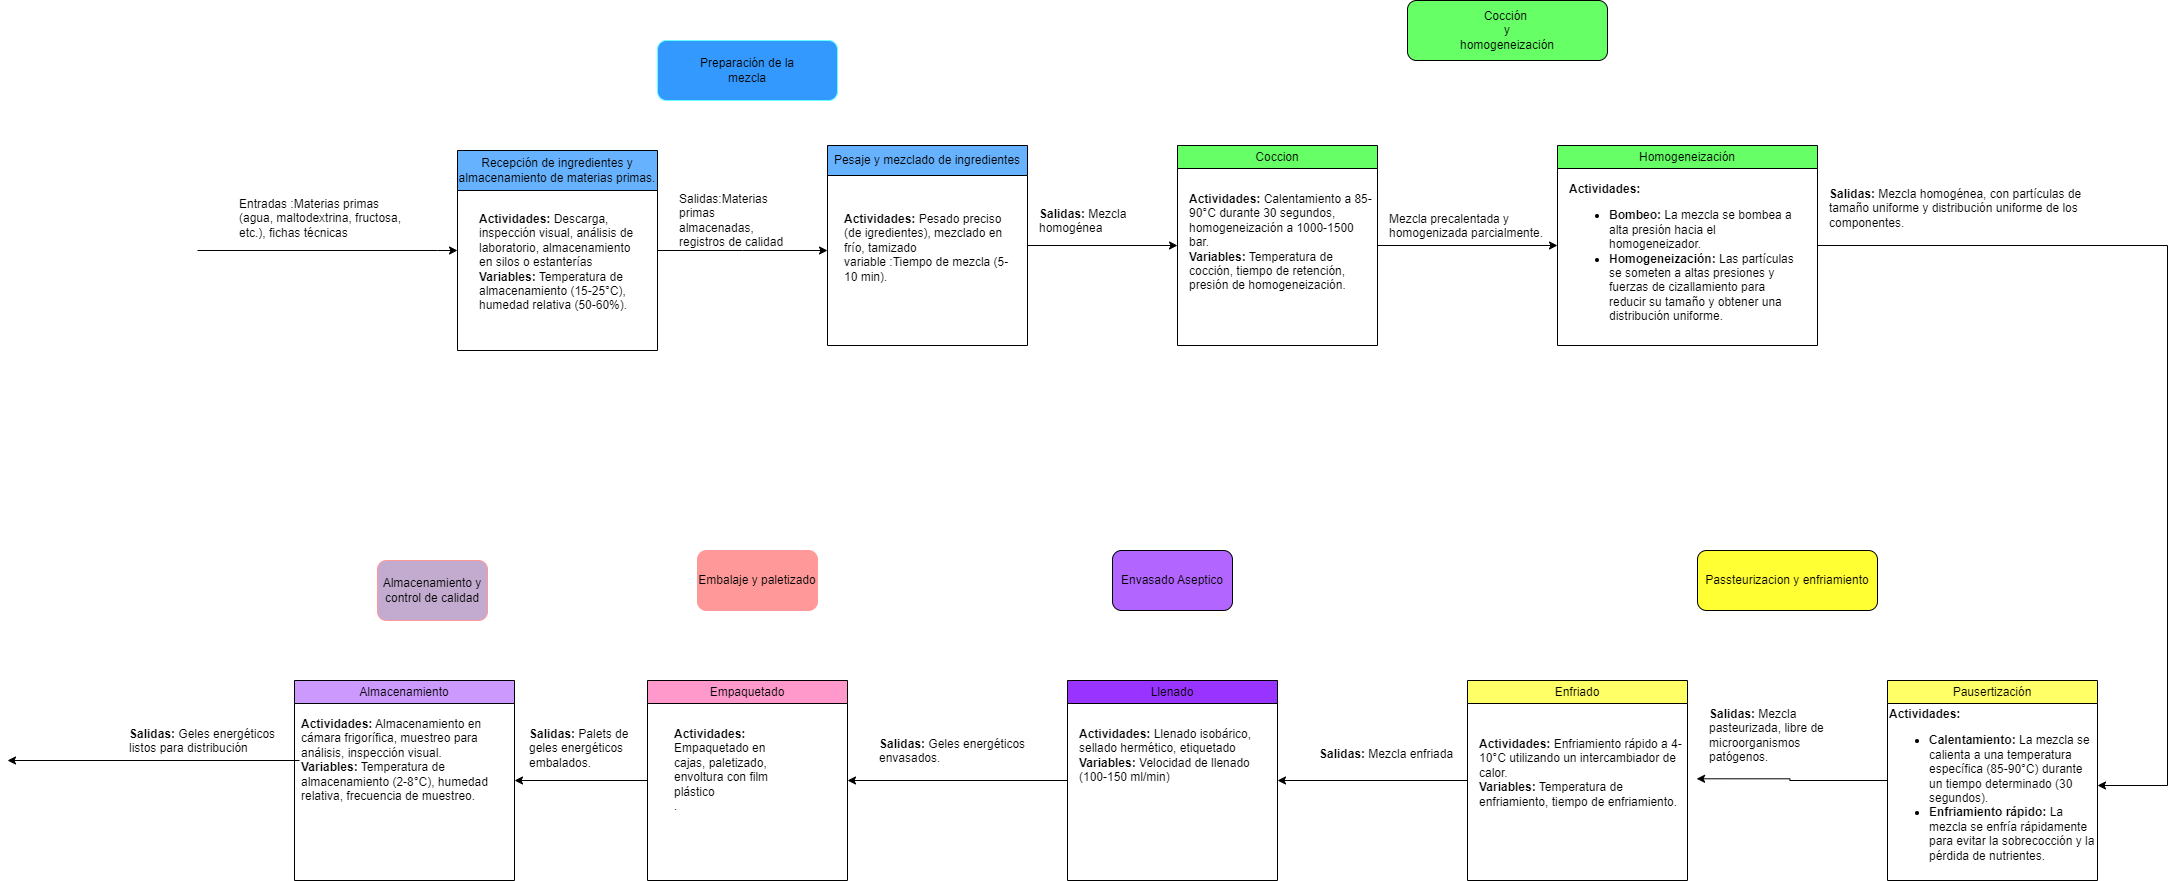 Cocción
y
homogeneización
Preparación de la
mezcla
Entradas :Materias primas
(agua, maltodextrina, fructosa,
etc.), fichas técnicas
Recepción de ingredientes y
almacenamiento de materias primas.
Actividades: Descarga,
inspección visual, análisis de
laboratorio, almacenamiento
en silos o estanterías
Variables: Temperatura de
almacenamiento (15-25°C),
humedad relativa (50-60%).
Salidas:Materias
primas
almacenadas,
registros de calidad
Pesaje y mezclado de ingredientes
Actividades: Pesado preciso
(de igredientes), mezclado en
frío, tamizado
variable :Tiempo de mezcla (5-
10 min).
Salidas: Mezcla
homogénea
Coccion
Actividades: Calentamiento a 85-
90°C durante 30 segundos,
homogeneización a 1000-1500
bar.
Variables: Temperatura de
cocción, tiempo de retención,
presión de homogeneización.
Mezcla precalentada y
homogenizada parcialmente.
Homogeneización
Actividades:
• Bombeo: La mezcla se bombea a
alta presión hacia el
homogeneizador.
• Homogeneización: Las partículas
se someten a altas presiones y
fuerzas de cizallamiento para
reducir su tamaño y obtener una
distribución uniforme.
Salidas: Mezcla homogénea, con partículas de
tamaño uniforme y distribución uniforme de los
componentes.
Almacenamiento y
control de calidad
Embalaje y paletizado
Envasado Aseptico
Passteurizacion y enfriamiento
Salidas: Geles energéticos
listos para distribución
Almacenamiento
Actividades: Almacenamiento en
cámara frigorífica, muestreo para
análisis, inspección visual.
Variables: Temperatura de
almacenamiento (2-8°C), humedad
relativa, frecuencia de muestreo.
Salidas: Palets de
geles energéticos
embalados.
Empaquetado
Actividades:
Empaquetado en
cajas, paletizado,
envoltura con film
plástico
.
Salidas: Geles energéticos
envasados.
Llenado
Actividades: Llenado isobárico,
sellado hermético, etiquetado
Variables: Velocidad de llenado
(100-150 ml/min)
Salidas: Mezcla enfriada
Enfriado
Actividades: Enfriamiento rápido a 4-
10°C utilizando un intercambiador de
calor.
Variables: Temperatura de
enfriamiento, tiempo de enfriamiento.
Salidas: Mezcla
pasteurizada, libre de
microorganismos
patógenos.
Pausertización
Actividades:
• Calentamiento: La mezcla se
calienta a una temperatura
específica (85-90°C) durante
un tiempo determinado (30
segundos).
• Enfriamiento rápido: La
mezcla se enfría rápidamente
para evitar la sobrecocción y la
pérdida de nutrientes.